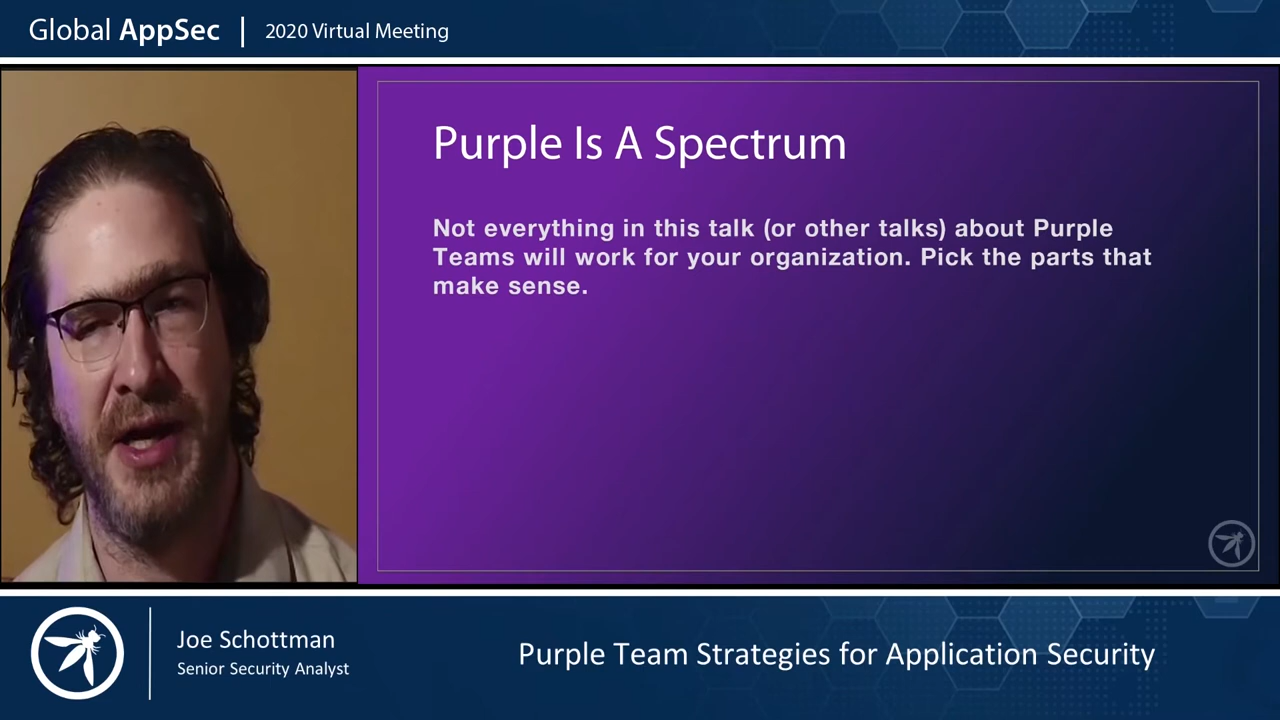 Global AppSec | 2020 Virtual Meeting
Purple Is A Spectrum
Not everything in this talk (or other talks) about Purple
Teams will work for your organization. Pick the parts that
make sense.
Joe Schottman
Senior Security Analyst
Purple Team Strategies for Application Security